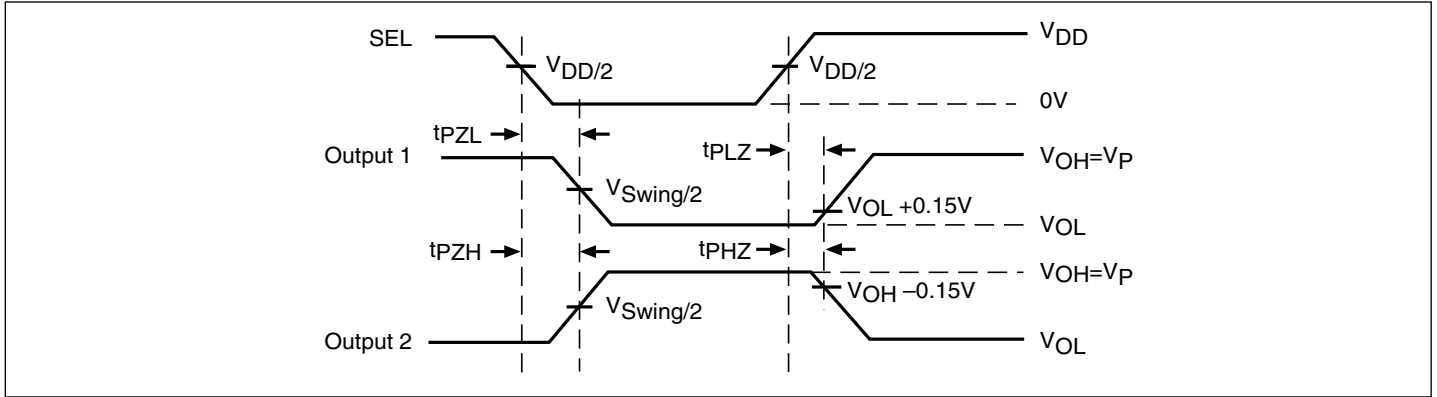 SEL
VDD
VDD/2
VDD/2
0V
tPZL
tPLZ
Output 1
VOH=VP
VSwing/2
VOL +0.15V
VOL
tPZH
tPHZ
VOH=VP
VOH –0.15V
VSwing/2
Output 2
VOL